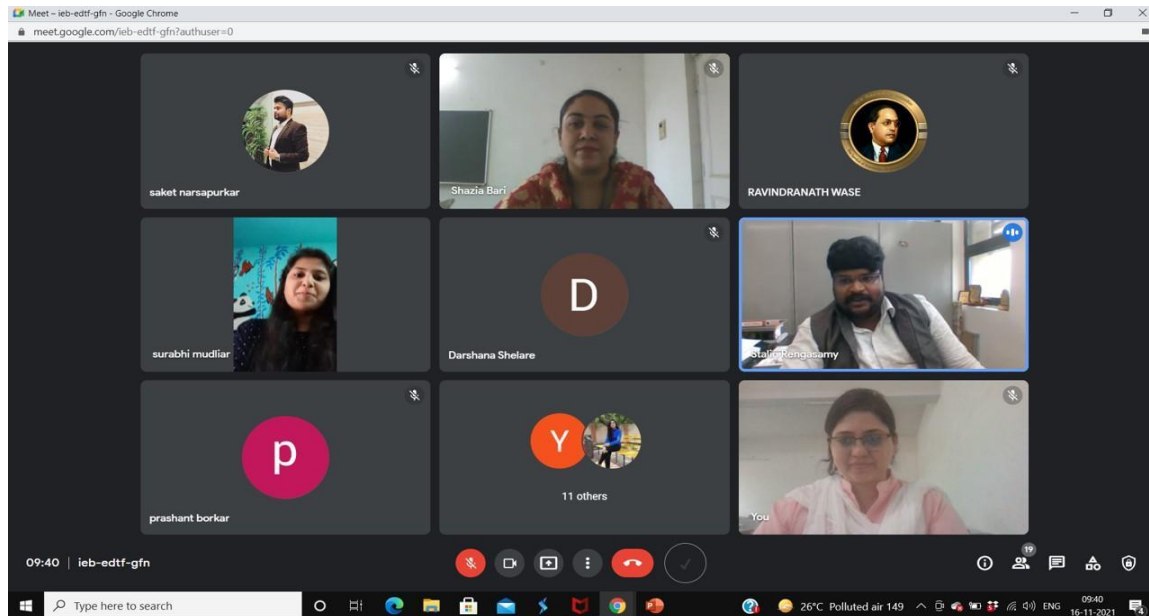 Meet – ieb-edtf-gfn - Google Chrome
meet.google.com/ieb-edtf-gfn?authuser=0
saket narsapurkar
Shazia Bari
RAVINDRANATH WASE
surabhi mudliar
D
Darshana Shelare
Stalin Rengasamy
p
prashant borkar
Y
11 others
You
09:40 | ieb-edtf-gfn
19
Type here to search
26°C Polluted air 149
ENG
09:40
16-11-2021
4